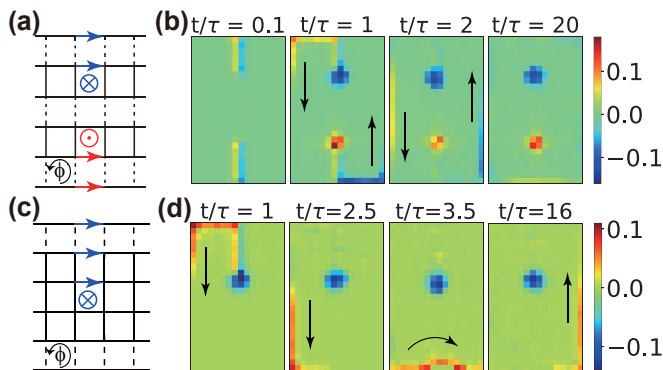 (a)
ϕ
(b)
t/τ = 0.1 t/τ = 1 t/τ = 2 t/τ = 20
0.1
0.0
−0.1
(c)
ϕ
(d)
t/τ = 1 t/τ=2.5 t/τ=3.5 t/τ=16
0.1
0.0
−0.1